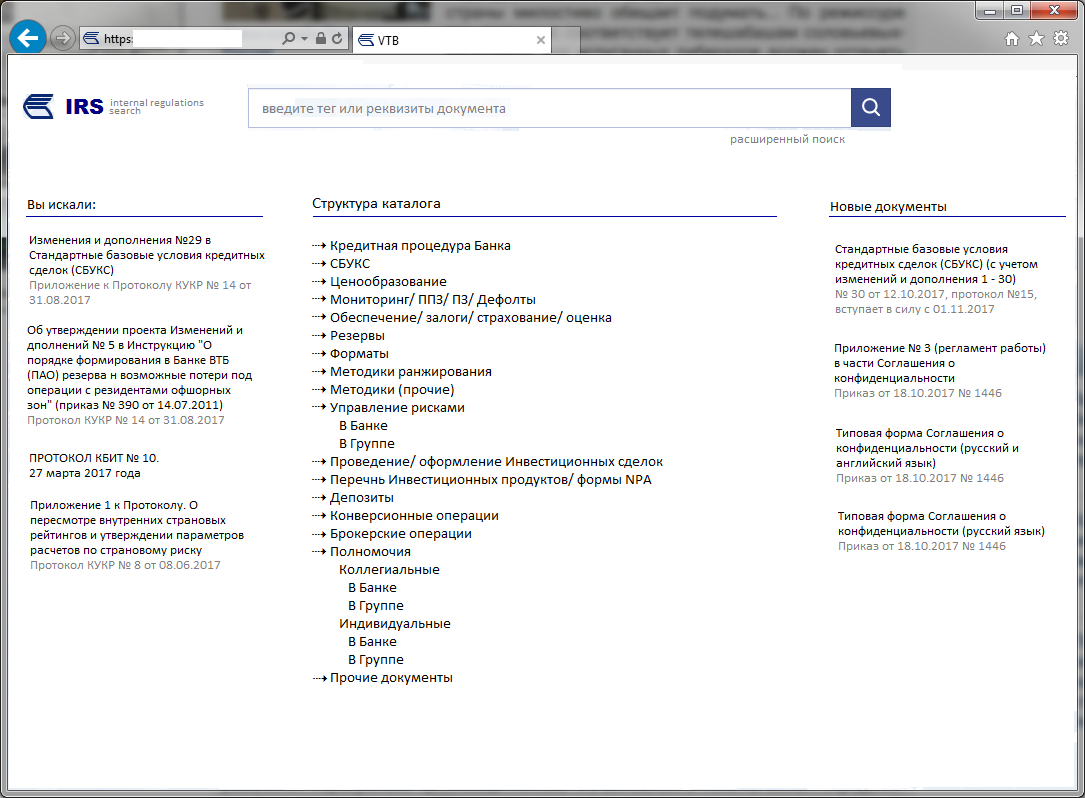 страны милостиво обещает подумать... По режиссуре
соответствует телешабашам соловьевые-
https:
VTB
IRS internal regulations
search
введите тег или реквизиты документа
расширенный поиск
Вы искали:
Изменения и дополнения №29 в
Стандартные базовые условия кредитных
сделок (СБУКС)
Приложение к Протоколу КУКР № 14 от
31.08.2017
Об утверждении проекта Изменений и
дполнений № 5 в Инструкцию "О
порядке формирования в Банке ВТБ
(ПАО) резерва н возможные потери под
операции с резидентами офшорных
зон" (приказ № 390 от 14.07.2011)
Протокол КУКР № 14 от 31.08.2017
ПРОТОКОЛ КБИТ № 10.
27 марта 2017 года
Приложение 1 к Протоколу. О
пересмотре внутренних страновых
рейтингов и утверждении параметров
расчетов по страновому риску
Протокол КУКР № 8 от 08.06.2017
Структура каталога
Кредитная процедура Банка
СБУКС
Ценообразование
Мониторинг/ ППЗ/ ПЗ/ Дефолты
Обеспечение/ залоги/ страхование/ оценка
Резервы
Форматы
Методики ранжирования
Методики (прочие)
Управление рисками
В Банке
В Группе
Проведение/ оформление Инвестиционных сделок
Перечнь Инвестиционных продуктов/ формы NPA
Депозиты
Конверсионные операции
Брокерские операции
Полномочия
Коллегиальные
В Банке
В Группе
Индивидуальные
В Банке
В Группе
Прочие документы
Новые документы
Стандартные базовые условия
кредитных сделок (СБУКС) (с учетом
изменений и дополнения 1 - 30)
№ 30 от 12.10.2017, протокол №15,
вступает в силу с 01.11.2017
Приложение № 3 (регламент работы)
в части Соглашения о
конфиденциальности
Приказ от 18.10.2017 № 1446
Типовая форма Соглашения о
конфиденциальности (русский и
английский язык)
Приказ от 18.10.2017 № 1446
Типовая форма Соглашения о
конфиденциальности (русский язык)
Приказ от 18.10.2017 № 1446